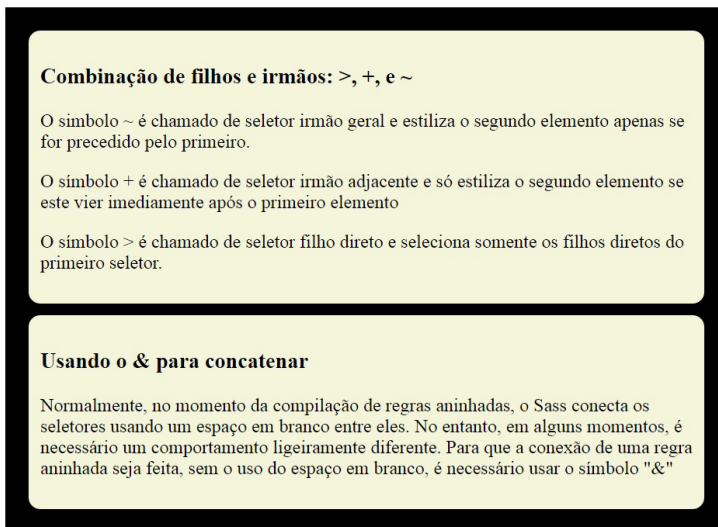 Combinação de filhos e irmãos: >, +, e ~
O simbolo ~ é chamado de seletor irmão geral e estiliza o segundo elemento apenas se
for precedido pelo primeiro.
O símbolo + é chamado de seletor irmão adjacente e só estiliza o segundo elemento se
este vier imediamente após o primeiro elemento
O símbolo > é chamado de seletor filho direto e seleciona somente os filhos diretos do
primeiro seletor.
Usando o & para concatenar
Normalmente, no momento da compilação de regras aninhadas, o Sass conecta os
seletores usando um espaço em branco entre eles. No entanto, em alguns momentos, é
necessário um comportamento ligeiramente diferente. Para que a conexão de uma regra
aninhada seja feita, sem o uso do espaço em branco, é necessário usar o símbolo "&"